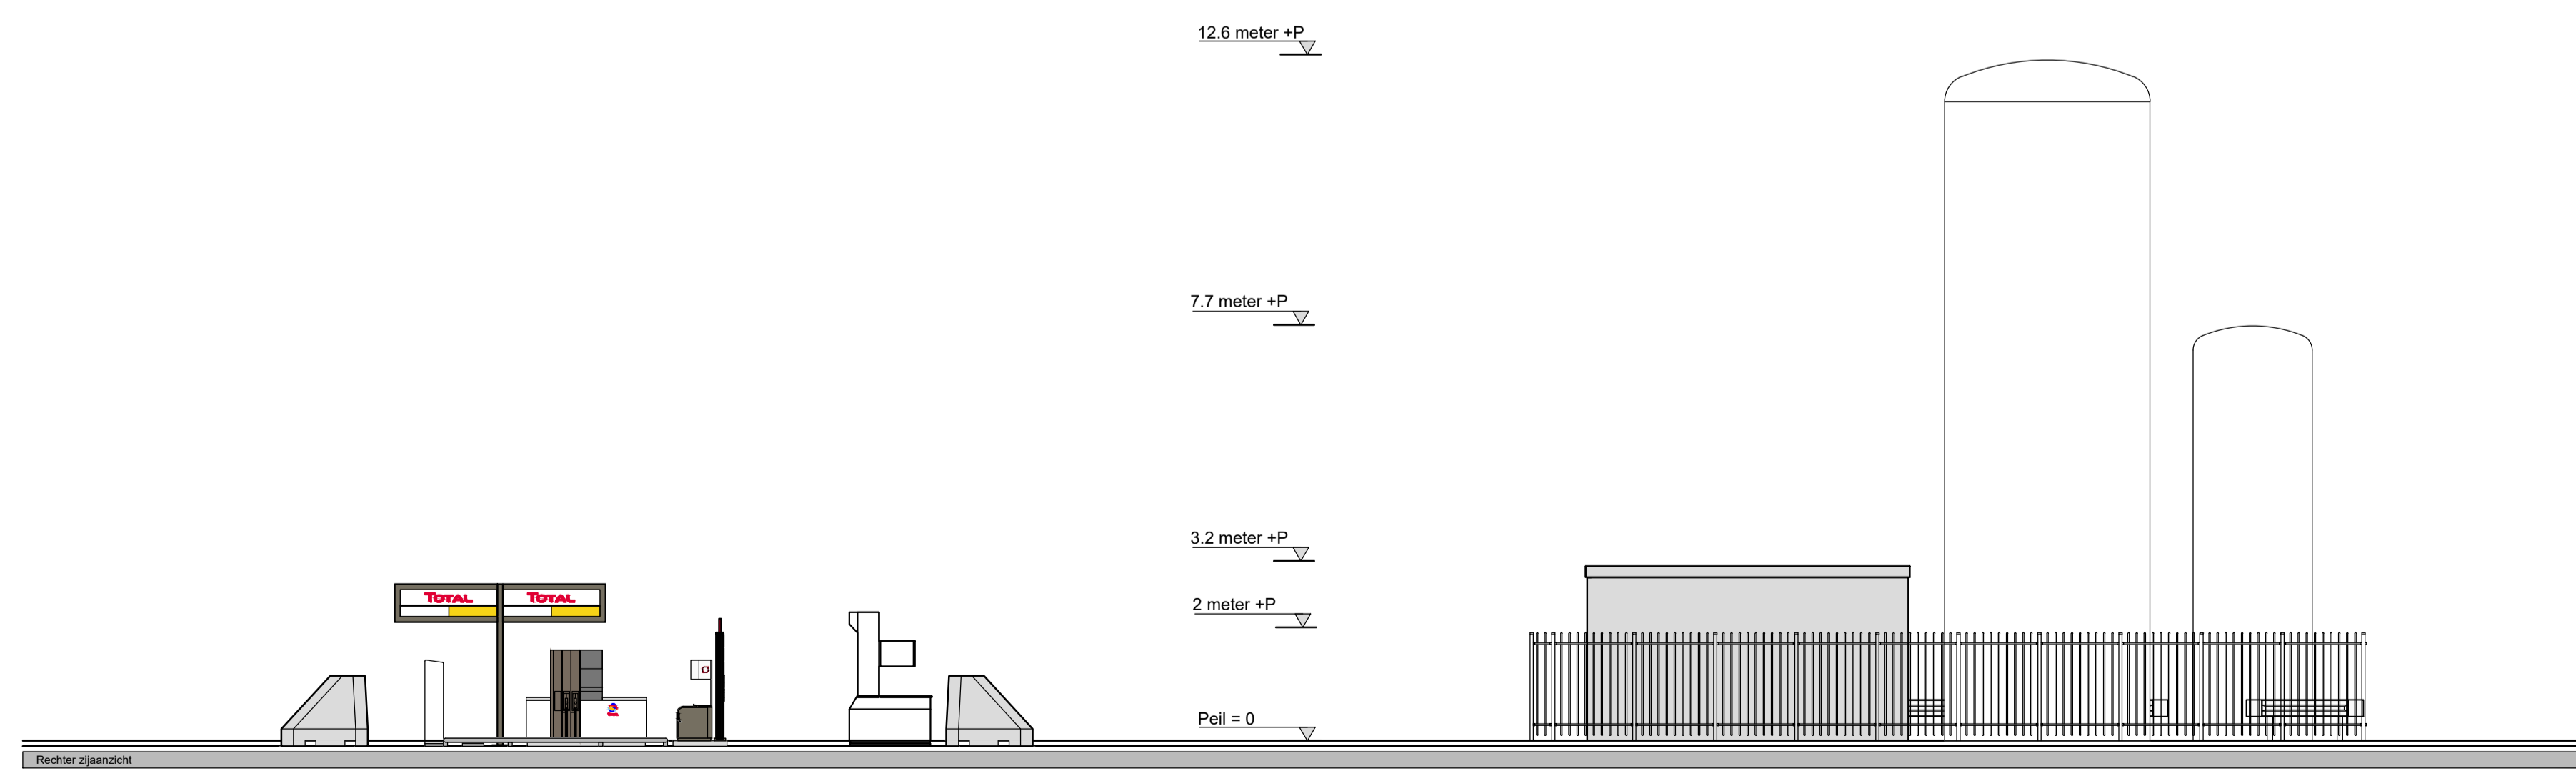 12.6 meter +P
7.7 meter +P
3.2 meter +P
TOTAL TOTAL
2 meter +P
Peil = 0
Rechter zijaanzicht